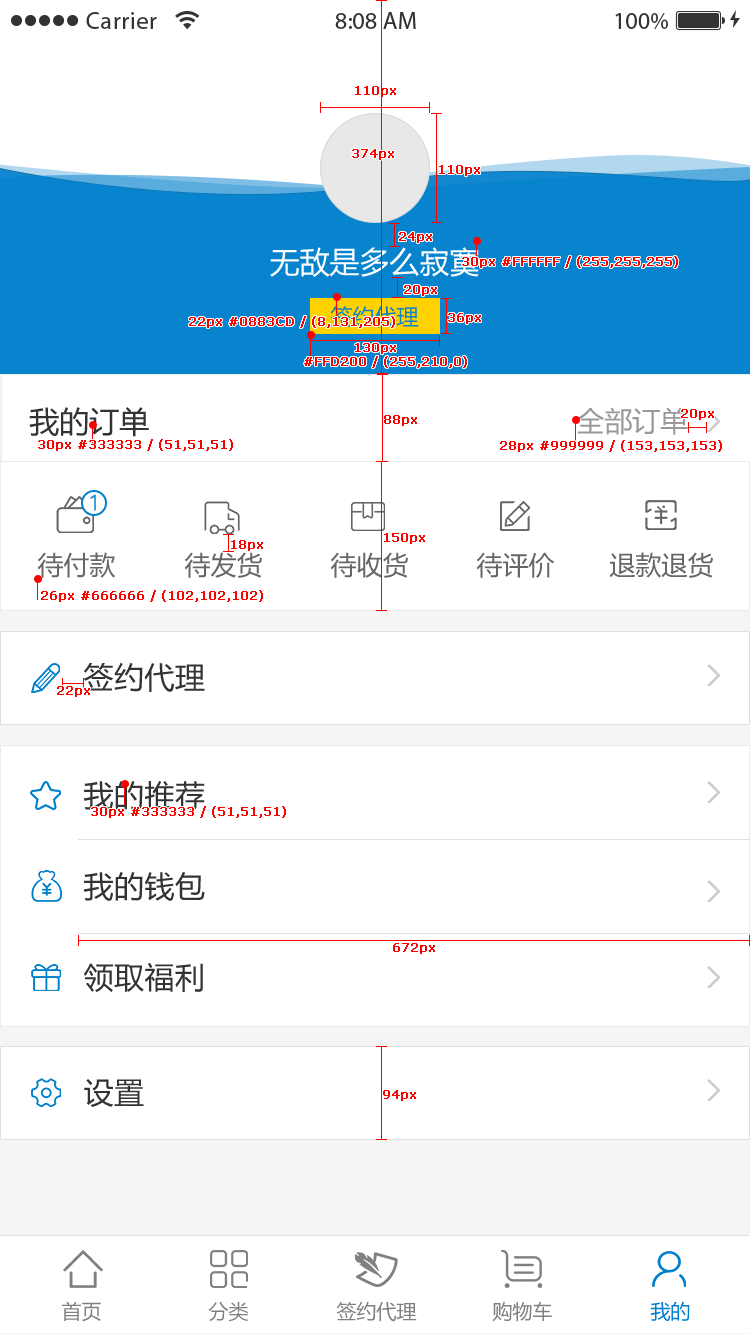 Carrier 8:08 AM 100%
110px
374px
110px
24px
无敌是多么寂寞
30px #FFFFFF / (255,255,255)
20px
签约代理
22px #0883CD / (8,131,205)
36px
130px
#FFD200 / (255,210,0)
我的订单 88px 全部订单 20px
30px #333333 / (51,51,51) 28px #999999 / (153,153,153)
1
18px 150px
待付款 待发货 待收货 待评价 退款退货
26px #666666 / (102,102,102)
签约代理
22px
我的推荐
30px #333333 / (51,51,51)
我的钱包
672px
领取福利
设置 94px
首页 分类 签约代理 购物车 我的